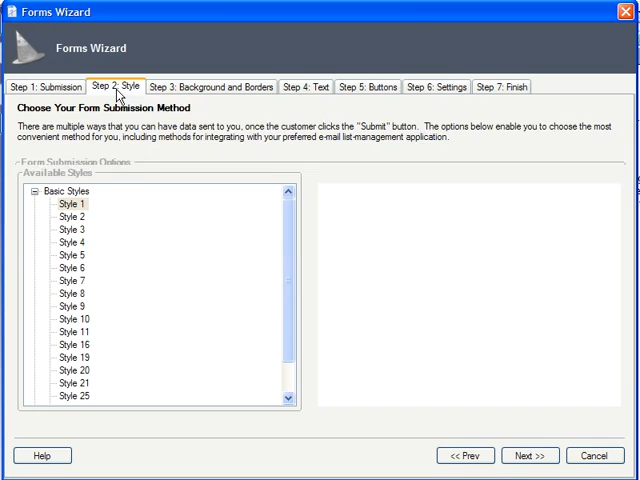 Forms Wizard
Forms Wizard
Step 1: Submission Step 2: Style Step 3: Background and Borders Step 4: Text Step 5: Buttons Step 6: Settings Step 7: Finish
Choose Your Form Submission Method
There are multiple ways that you can have data sent to you, once the customer clicks the "Submit" button. The options below enable you to choose the most
convenient method for you, including methods for integrating with your preferred e-mail list-management application.
Form Submission Options
Available Styles
Basic Styles
Style 1
Style 2
Style 3
Style 4
Style 5
Style 6
Style 7
Style 8
Style 9
Style 10
Style 11
Style 16
Style 19
Style 20
Style 21
Style 25
Help << Prev Next >> Cancel